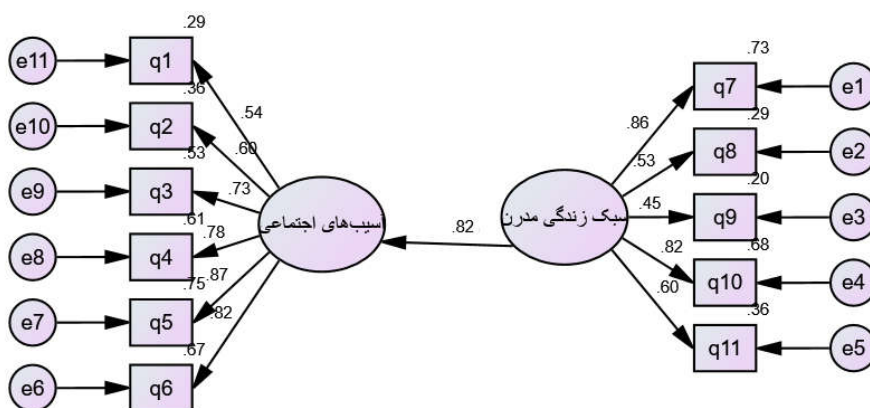 .29
e11 q1 .73
.36 q7 e1
e10 q2 .54 .86 .29
.53 .60 q8 e2
e9 q3 .73 .53 .20
.61 آسیب‌های اجتماعی سبک زندگی مدرن .45 q9 e3
e8 q4 .78 .82 .82 .68
.75 .87 q10 e4
e7 q5 .82 .60 .36
.67 q11 e5
e6 q6